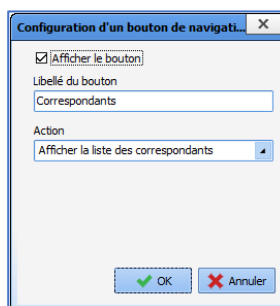 Configuration d'un bouton de navigati...
Afficher le bouton
Libellé du bouton
Correspondants
Action
Afficher la liste des correspondants
OK
Annuler